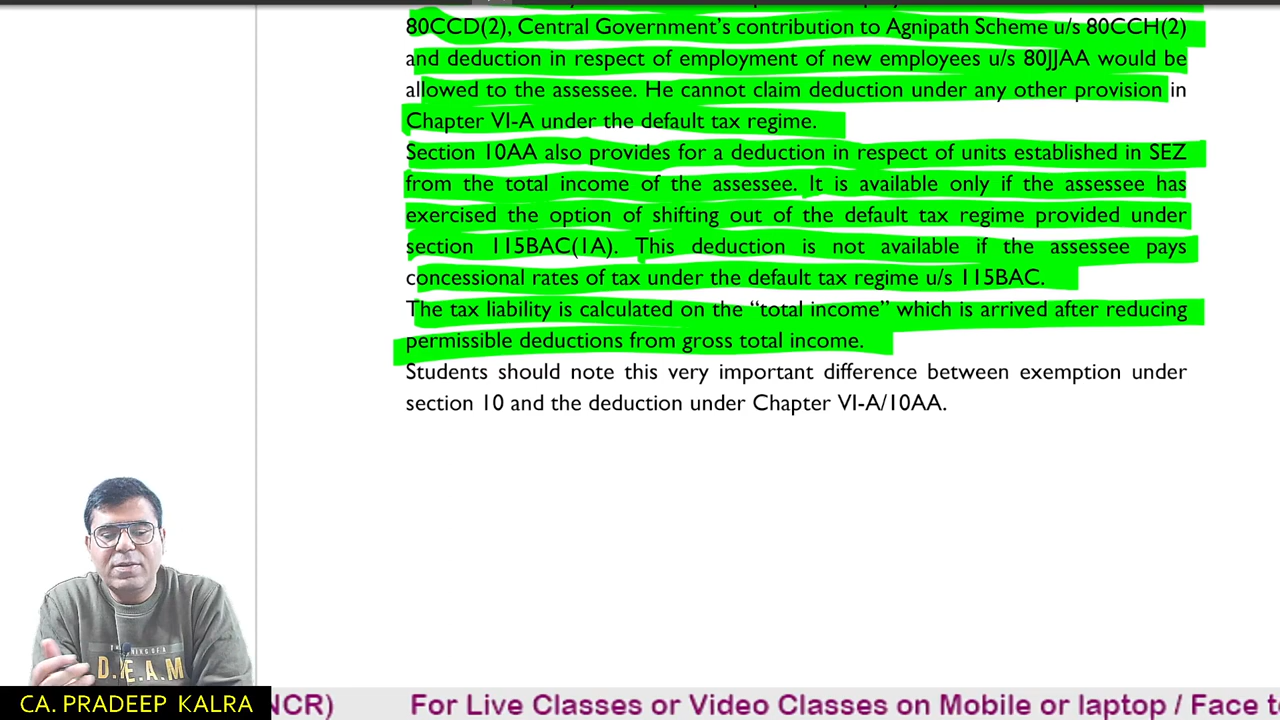 80CCD(2), Central Government's contribution to Agnipath Scheme u/s 80CCH(2)
and deduction in respect of employment of new employees u/s 80JJAA would be
allowed to the assessee. He cannot claim deduction under any other provision in
Chapter VI-A under the default tax regime.
Section 10AA also provides for a deduction in respect of units established in SEZ
from the total income of the assessee. It is available only if the assessee has
exercised the option of shifting out of the default tax regime provided under
section 115BAC(1A). This deduction is not available if the assessee pays
concessional rates of tax under the default tax regime u/s 115BAC.
The tax liability is calculated on the “total income” which is arrived after reducing
permissible deductions from gross total income.
Students should note this very important difference between exemption under
section 10 and the deduction under Chapter VI-A/10AA.
D.R.E.A.M
CA. PRADEEP KALRA
NCR) For Live Classes or Video Classes on Mobile or laptop / Face t